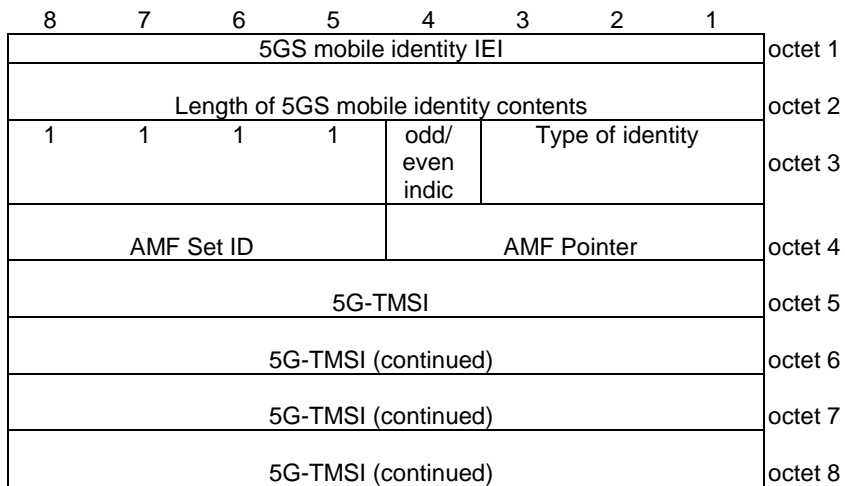 8 7 6 5 4 3 2 1
5GS mobile identity IEI octet 1
Length of 5GS mobile identity contents octet 2
1 1 1 1 odd/ Type of identity
even octet 3
indic
AMF Set ID AMF Pointer octet 4
5G-TMSI octet 5
5G-TMSI (continued) octet 6
5G-TMSI (continued) octet 7
5G-TMSI (continued) octet 8